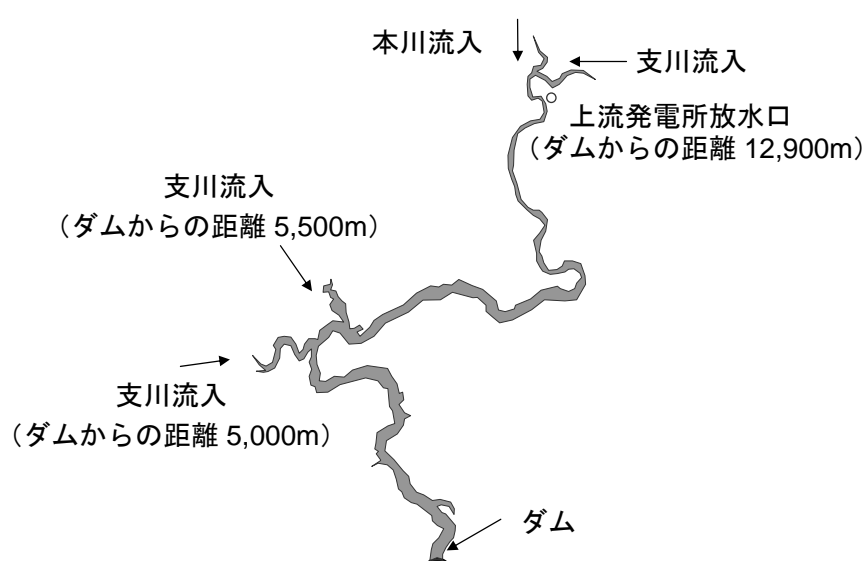 本川流入
支川流入
上流発電所放水口
（ダムからの距離 12,900m）
支川流入
（ダムからの距離 5,500m）
支川流入
（ダムからの距離 5,000m）
ダム